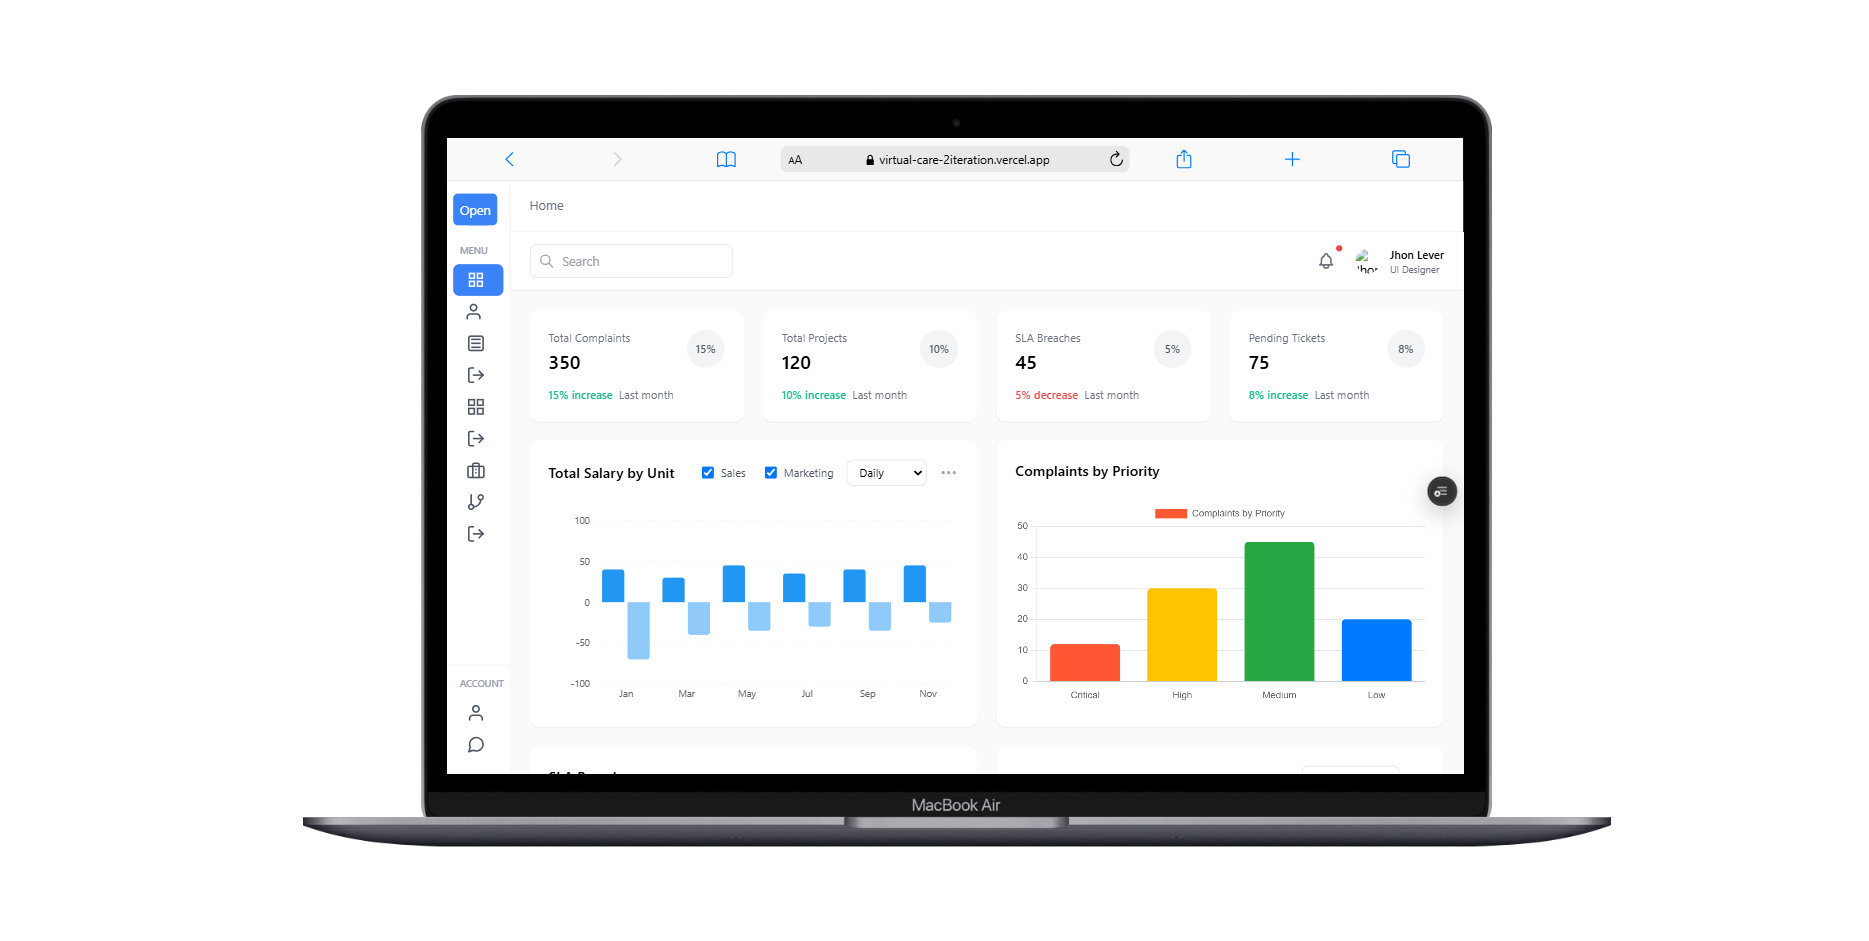 AA virtual-care-2iteration.vercel.app
Open
Home
MENU
Search
Jhon Lever
UI Designer
Total Complaints
350
15%
15% increase Last month
Total Projects
120
10%
10% increase Last month
SLA Breaches
45
5%
5% decrease Last month
Pending Tickets
75
8%
8% increase Last month
Total Salary by Unit Sales Marketing Daily
100
50
0
-50
-100
Jan Mar May Jul Sep Nov
Complaints by Priority
Complaints by Priority
50
40
30
20
10
0
Critical High Medium Low
ACCOUNT
MacBook Air